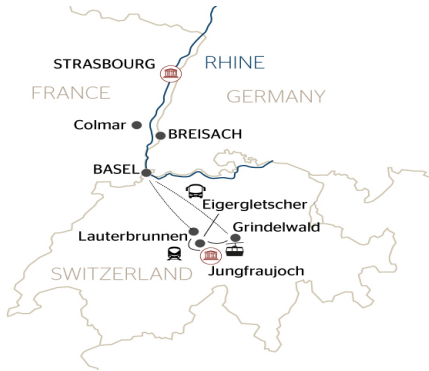 STRASBOURG
RHINE
FRANCE
GERMANY
Colmar
BREISACH
BASEL
Eigergletscher
Grindelwald
Lauterbrunnen
SWITZERLAND
Jungfraujoch